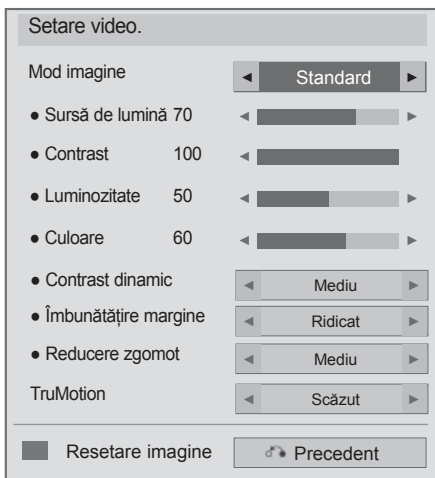 Setare video.
Mod imagine ◄ Standard ►
● Sursă de lumină 70 ◄ ►
● Contrast 100 ◄
● Luminozitate 50 ◄ ►
● Culoare 60 ◄ ►
● Contrast dinamic ◄ Mediu ►
● Îmbunătățire margine ◄ Ridicat ►
● Reducere zgomot ◄ Mediu ►
TruMotion ◄ Scăzut ►
Resetare imagine Precedent